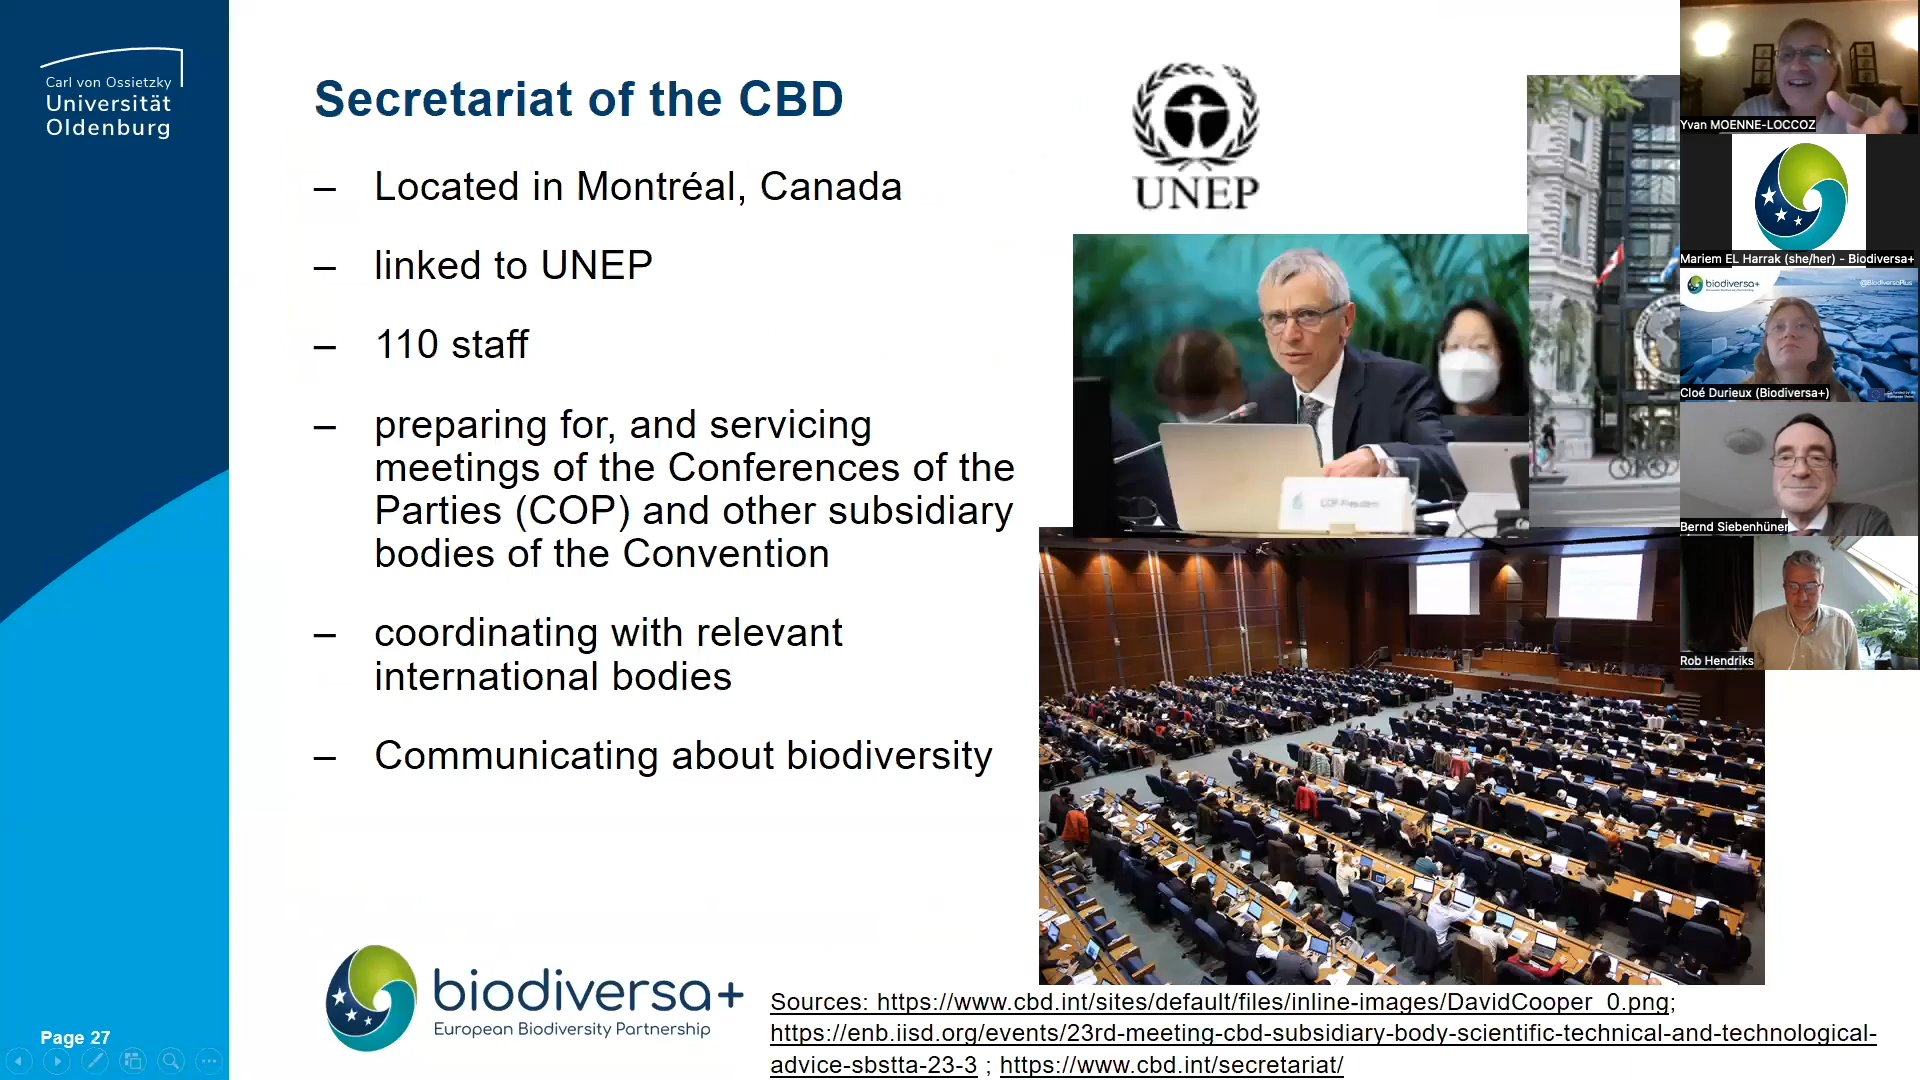 Carl von Ossietzky
Universität
Oldenburg
Secretariat of the CBD
– Located in Montréal, Canada
– linked to UNEP
– 110 staff
– preparing for, and servicing
meetings of the Conferences of the
Parties (COP) and other subsidiary
bodies of the Convention
– coordinating with relevant
international bodies
– Communicating about biodiversity
UNEP
COP President
biodiversa+
European Biodiversity Partnership
Sources: https://www.cbd.int/sites/default/files/inline-images/DavidCooper_0.png;
https://enb.iisd.org/events/23rd-meeting-cbd-subsidiary-body-scientific-technical-and-technological-
advice-sbstta-23-3 ; https://www.cbd.int/secretariat/
Page 27
Yvan MOENNE-LOCCOZ
Mariem EL Harrak (she/her) - Biodiversa+
biodiversa+
@BiodiversaPlus
Cloé Durieux (Biodiversa+)
Bernd Siebenhüner
Rob Hendriks